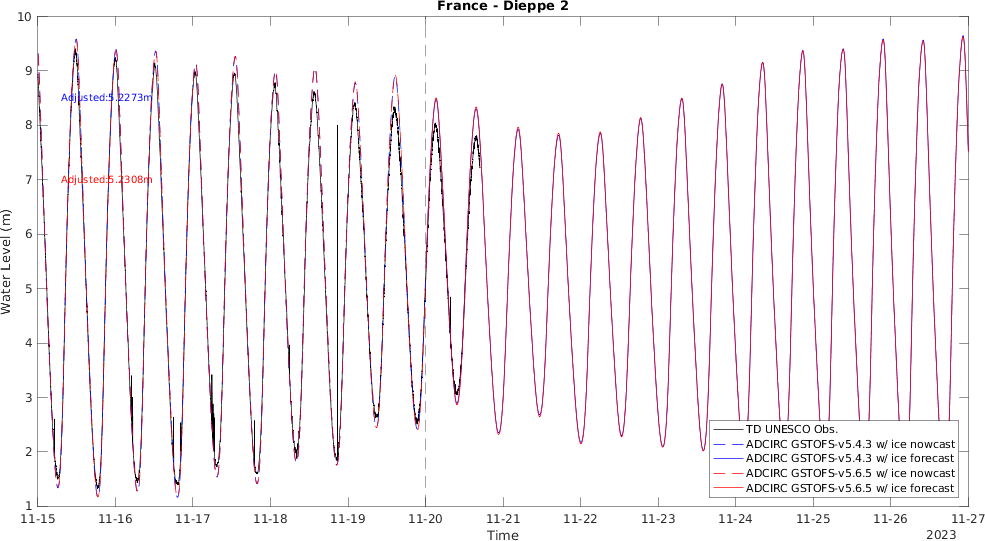 France - Dieppe 2
10
9
Adjusted:5.2273m
8
7
Adjusted:5.2308m
6
5
4
3
2
1
Water Level (m)
TD UNESCO Obs.
ADCIRC GSTOFS-v5.4.3 w/ ice nowcast
ADCIRC GSTOFS-v5.4.3 w/ ice forecast
ADCIRC GSTOFS-v5.6.5 w/ ice nowcast
ADCIRC GSTOFS-v5.6.5 w/ ice forecast
11-15 11-16 11-17 11-18 11-19 11-20 11-21 11-22 11-23 11-24 11-25 11-26 11-27
Time
2023